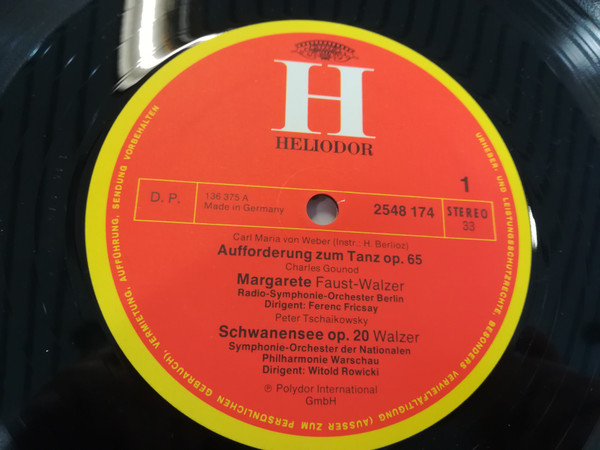 H
HELIODOR
1
D. P.
136 375 A
Made in Germany
2548 174
STEREO
33
Carl Maria von Weber (Instr.: H. Berlioz)
Aufforderung zum Tanz op. 65
Charles Gounod
Margarete Faust-Walzer
Radio-Symphonie-Orchester Berlin
Dirigent: Ferenc Fricsay
Peter Tschaikowsky
Schwanensee op. 20 Walzer
Symphonie-Orchester der Nationalen
Philharmonie Warschau
Dirigent: Witold Rowicki
℗ Polydor International
GmbH
URHEBER- UND LEISTUNGSSCHUTZRECHTE, BESONDERS VERVIELFÄLTIGUNG (AUSSER ZUM PERSÖNLICHEN GEBRAUCH), VERMIETUNG, AUFFÜHRUNG, SENDUNG VORBEHALTEN